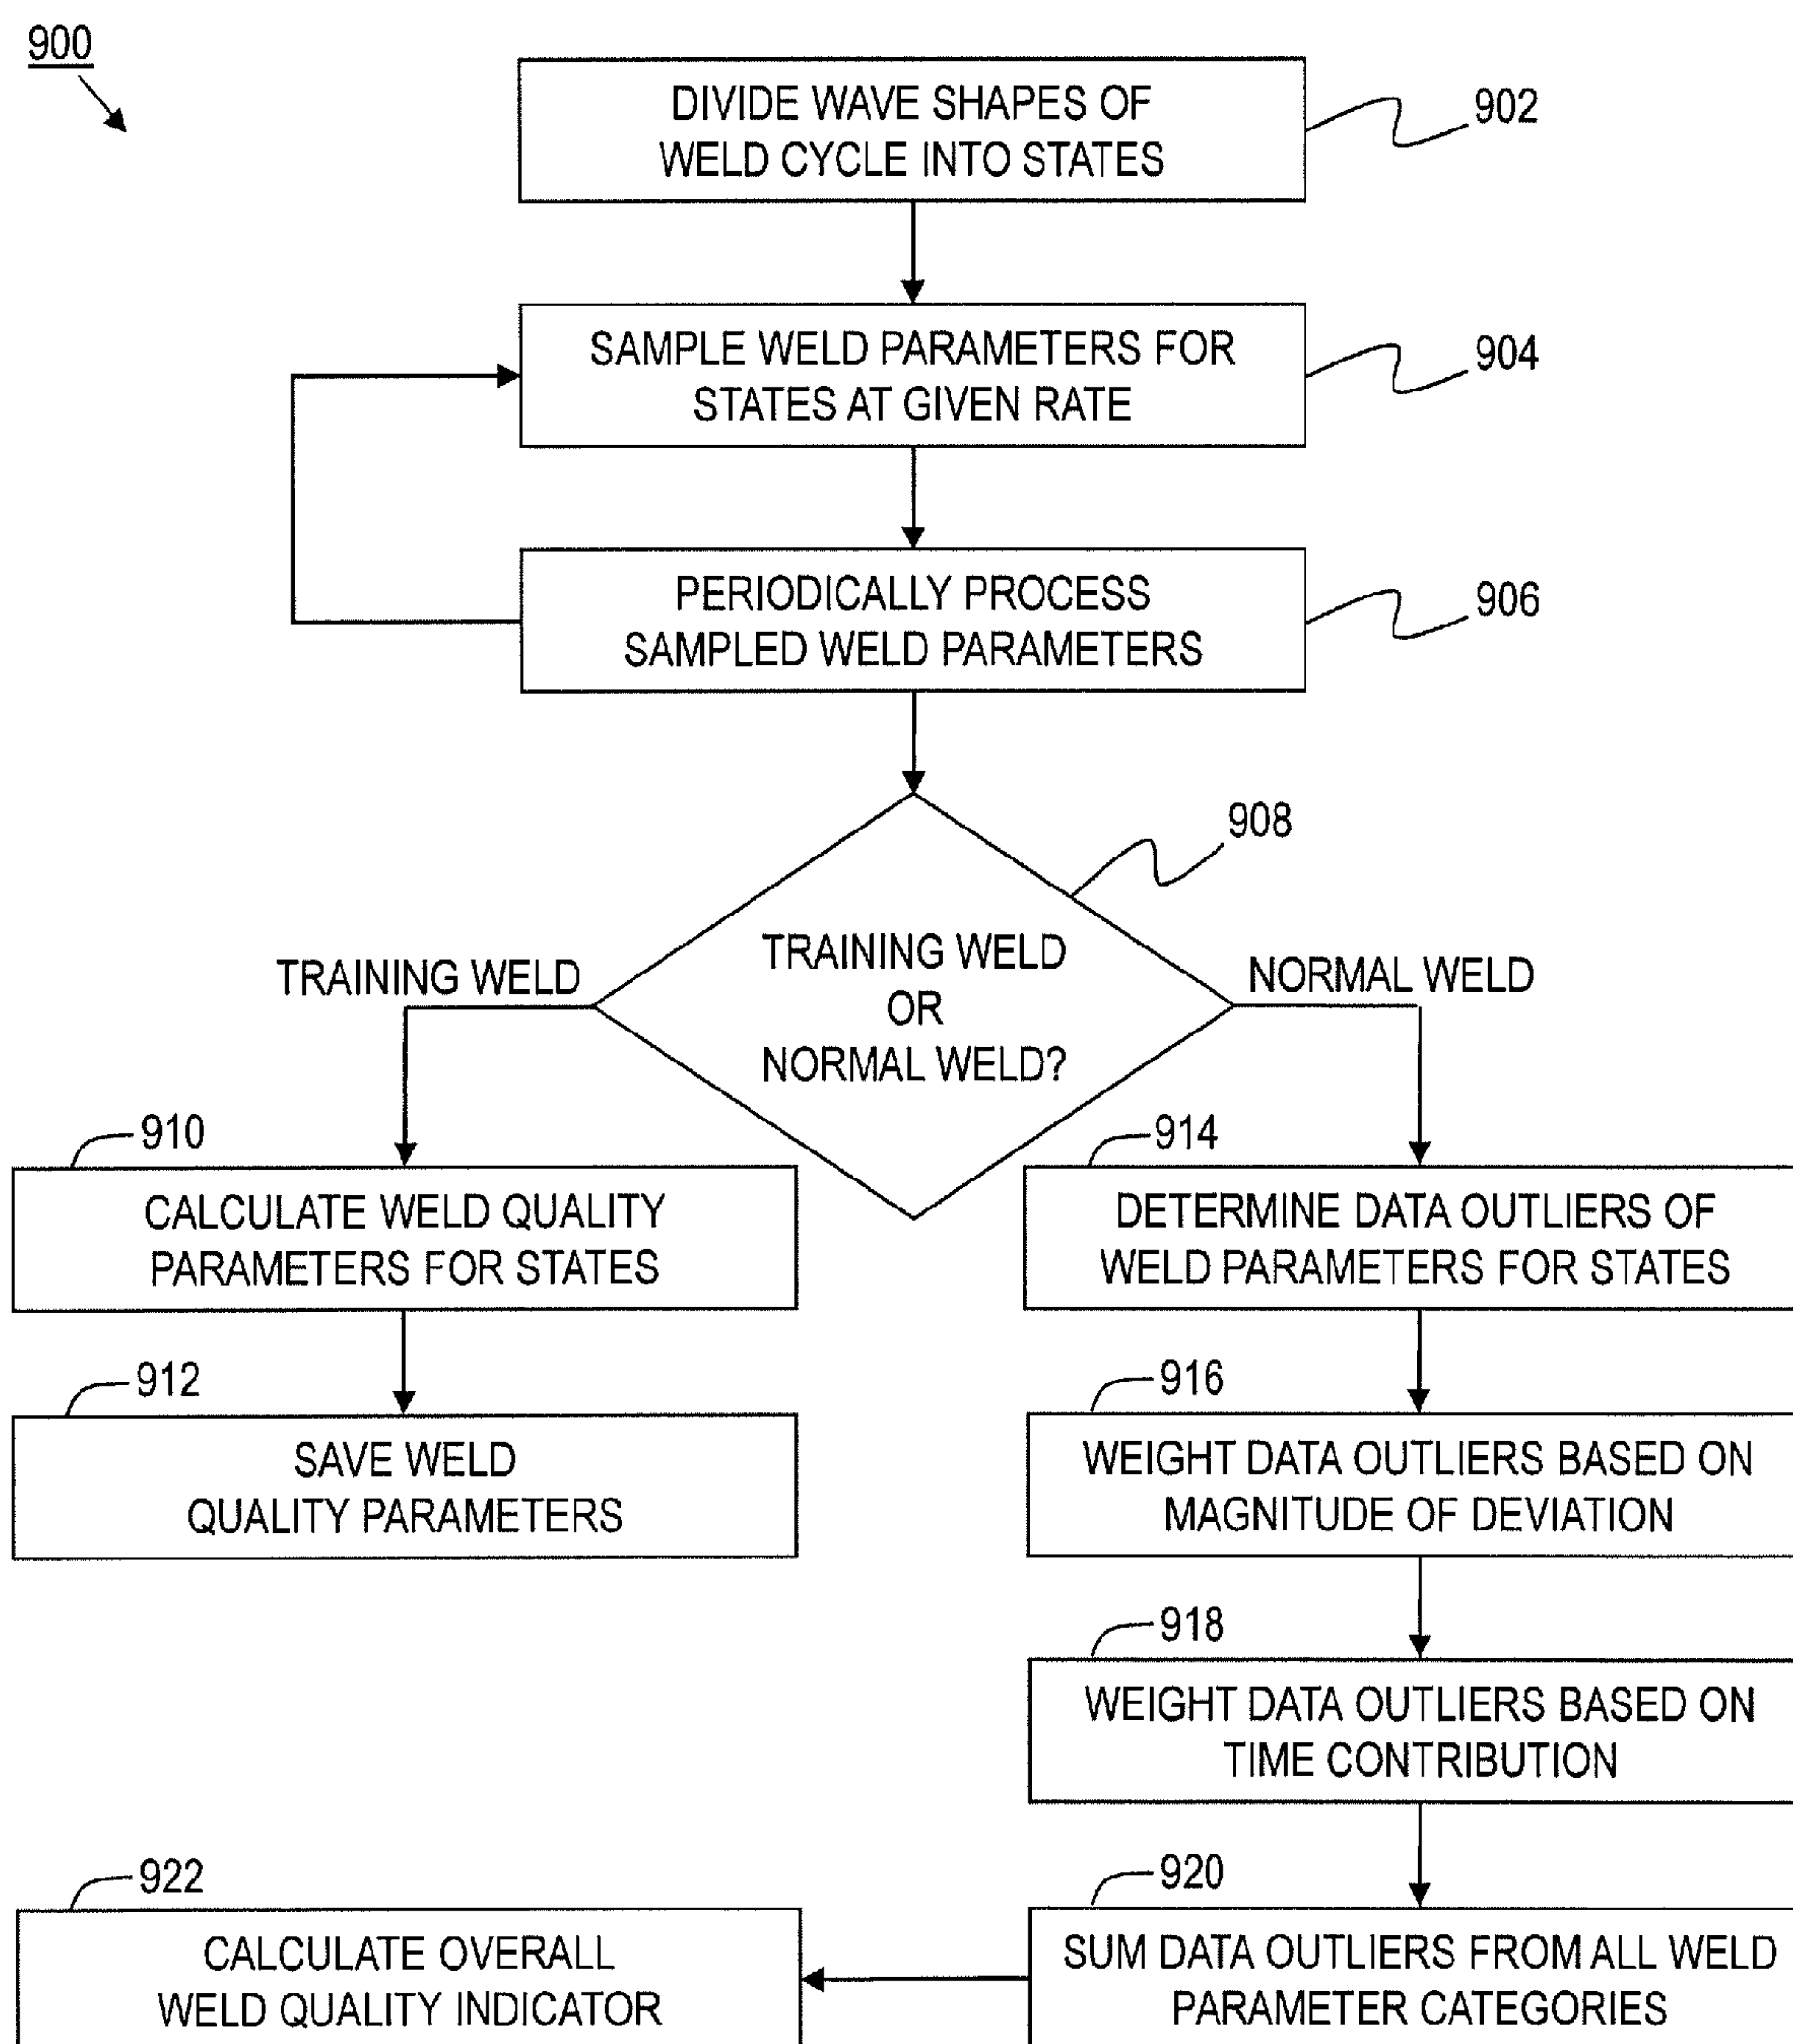 900
DIVIDE WAVE SHAPES OF
WELD CYCLE INTO STATES
902
SAMPLE WELD PARAMETERS FOR
STATES AT GIVEN RATE
904
PERIODICALLY PROCESS
SAMPLED WELD PARAMETERS
906
908
TRAINING WELD
OR
NORMAL WELD?
TRAINING WELD
NORMAL WELD
910
CALCULATE WELD QUALITY
PARAMETERS FOR STATES
912
SAVE WELD
QUALITY PARAMETERS
914
DETERMINE DATA OUTLIERS OF
WELD PARAMETERS FOR STATES
916
WEIGHT DATA OUTLIERS BASED ON
MAGNITUDE OF DEVIATION
918
WEIGHT DATA OUTLIERS BASED ON
TIME CONTRIBUTION
920
SUM DATA OUTLIERS FROM ALL WELD
PARAMETER CATEGORIES
922
CALCULATE OVERALL
WELD QUALITY INDICATOR